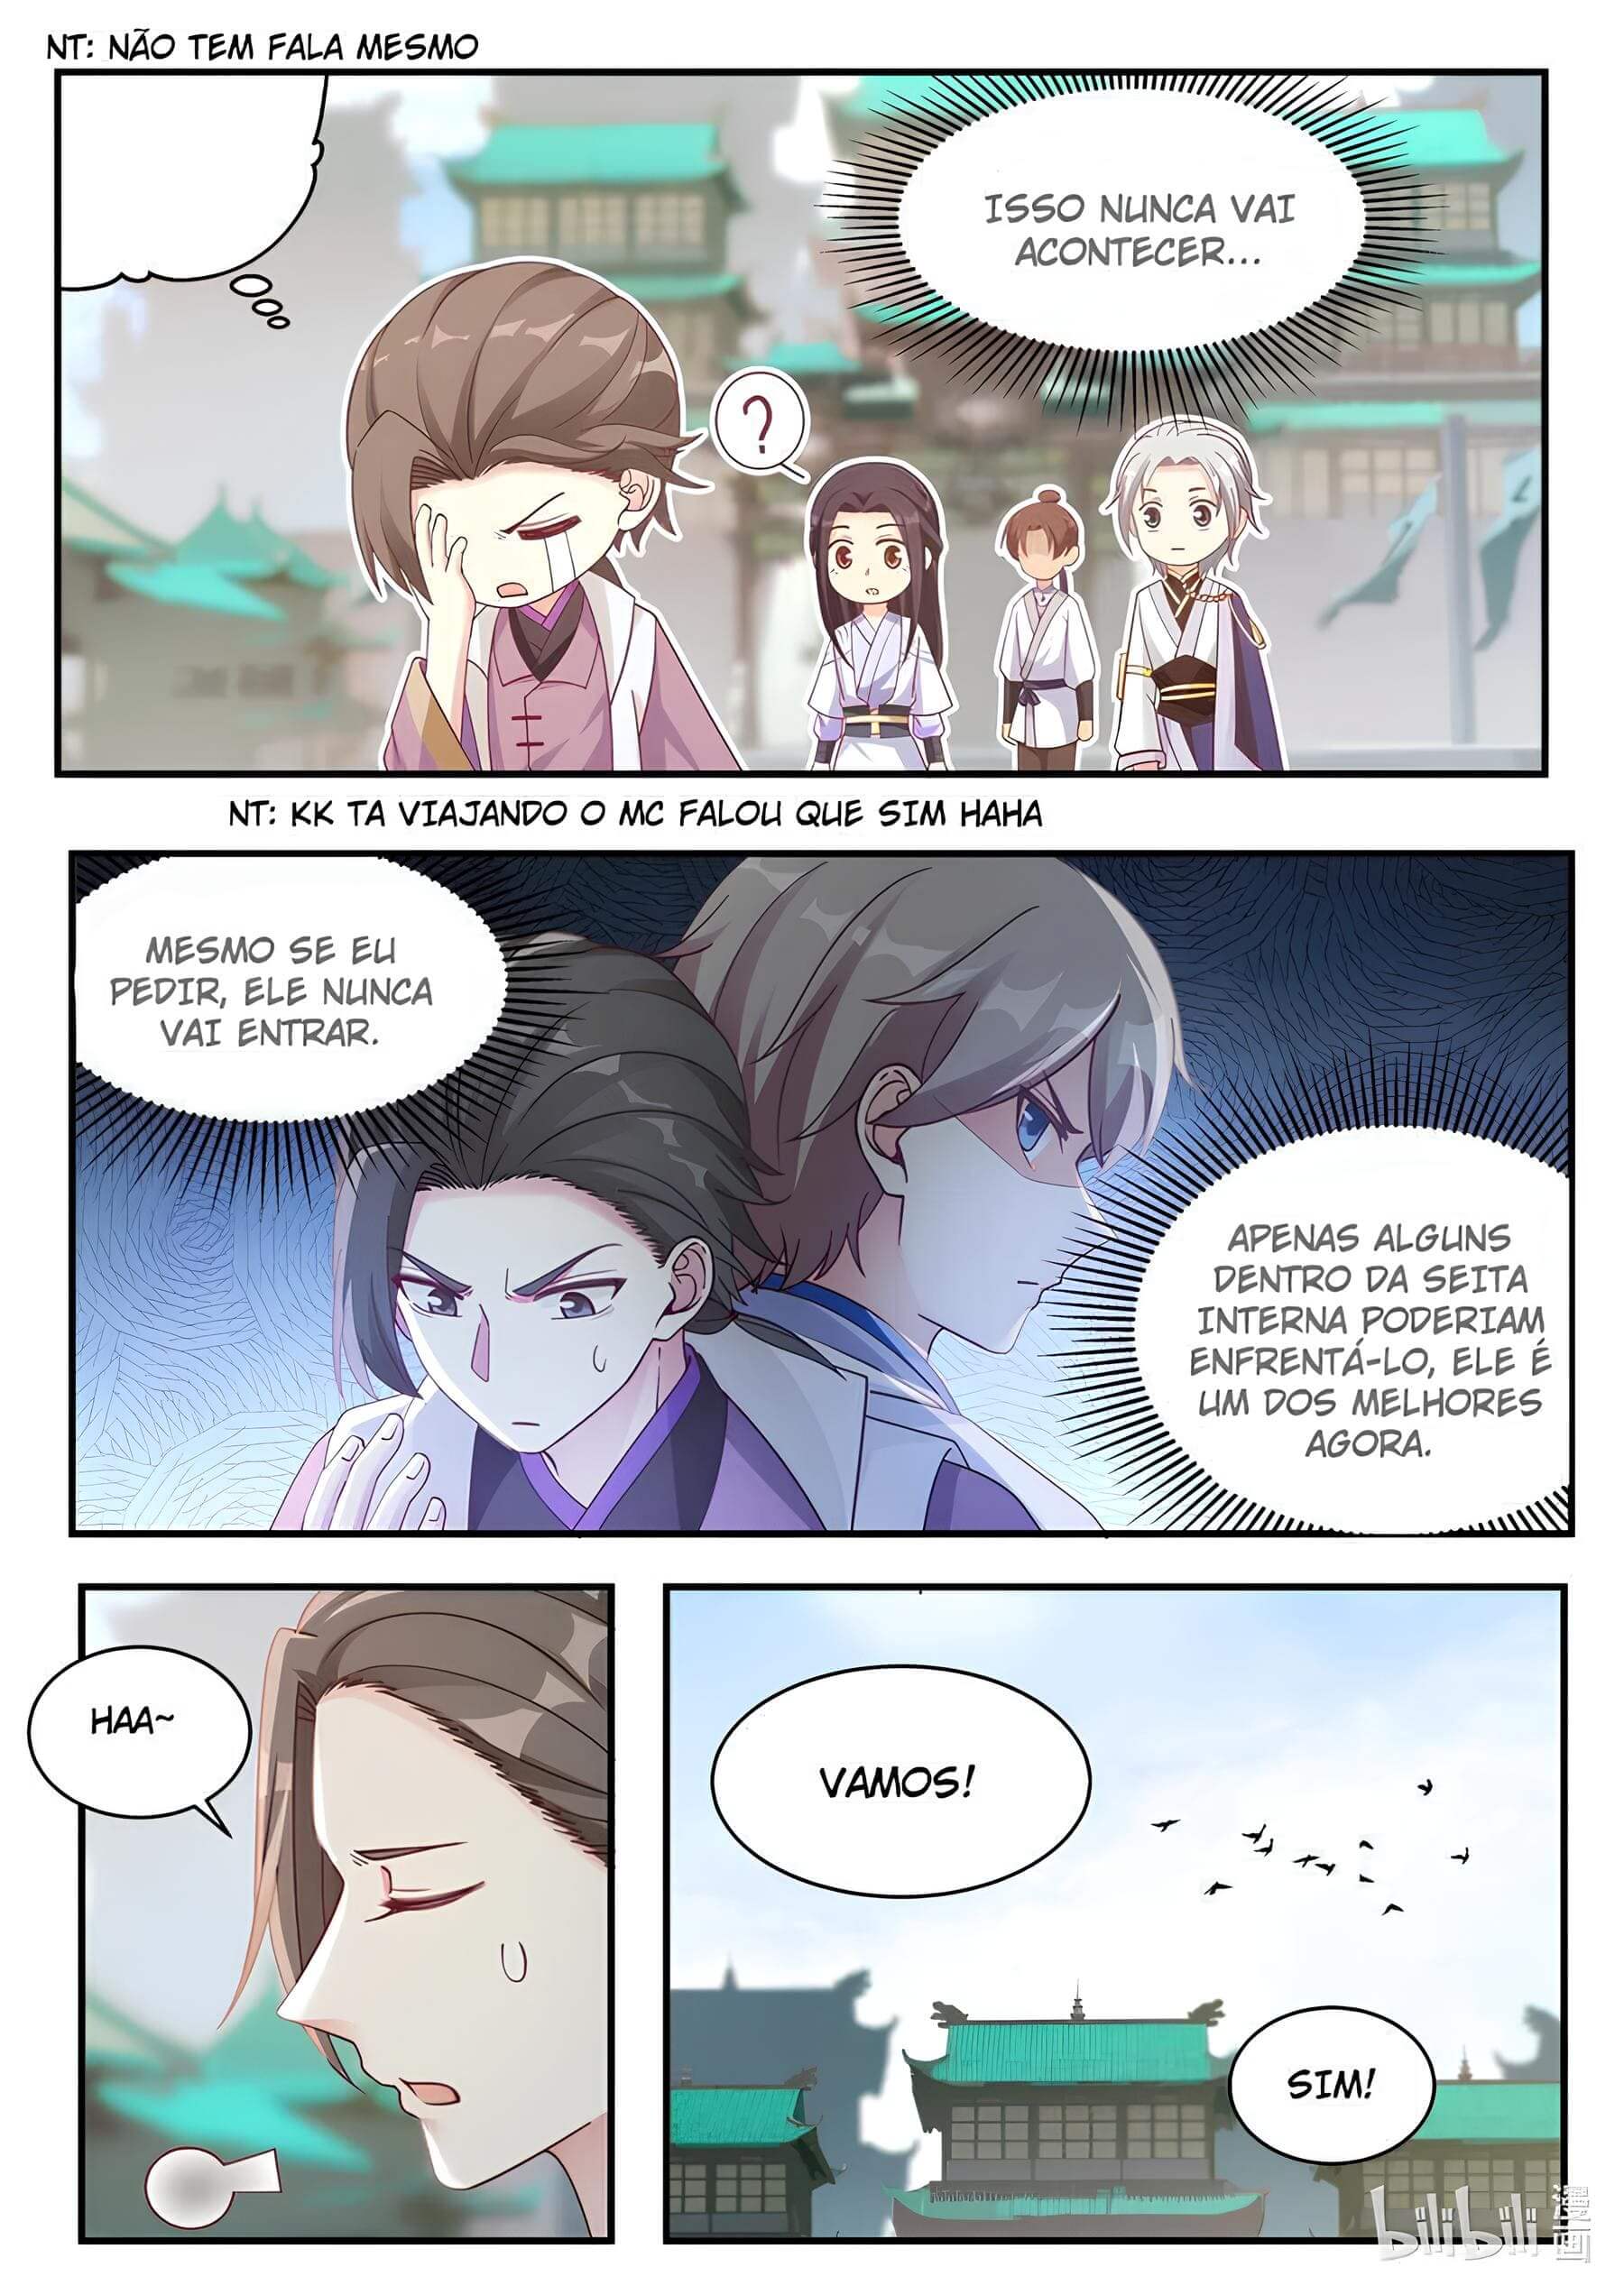 NT: NÃO TEM FALA MESMO
ISSO NUNCA VAI
ACONTECER...
?
NT: KK TA VIAJANDO O MC FALOU QUE SIM HAHA
MESMO SE EU
PEDIR, ELE NUNCA
VAI ENTRAR.
APENAS ALGUNS
DENTRO DA SEITA
INTERNA PODERIAM
ENFRENTÁ-LO, ELE É
UM DOS MELHORES
AGORA.
HAA~
VAMOS!
SIM!
bilibili
漫画